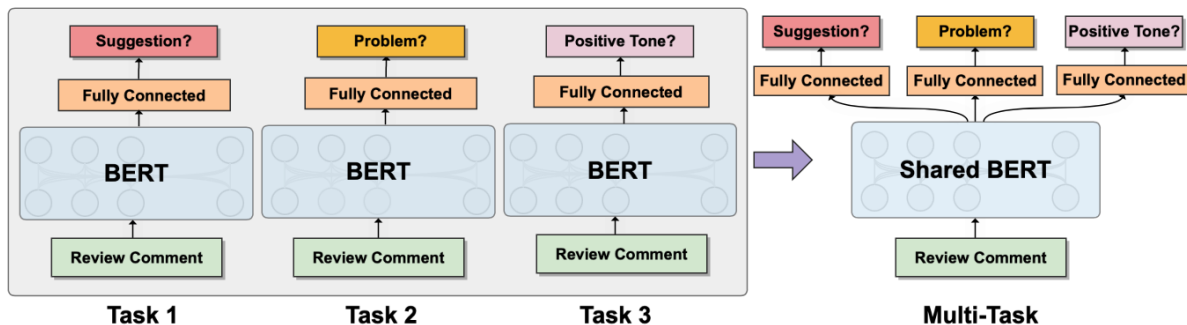 Suggestion?
Problem?
Positive Tone?
Fully Connected
Fully Connected
Fully Connected
BERT
BERT
BERT
Review Comment
Review Comment
Review Comment
Task 1
Task 2
Task 3
Suggestion?
Problem?
Positive Tone?
Fully Connected
Fully Connected
Fully Connected
Shared BERT
Review Comment
Multi-Task